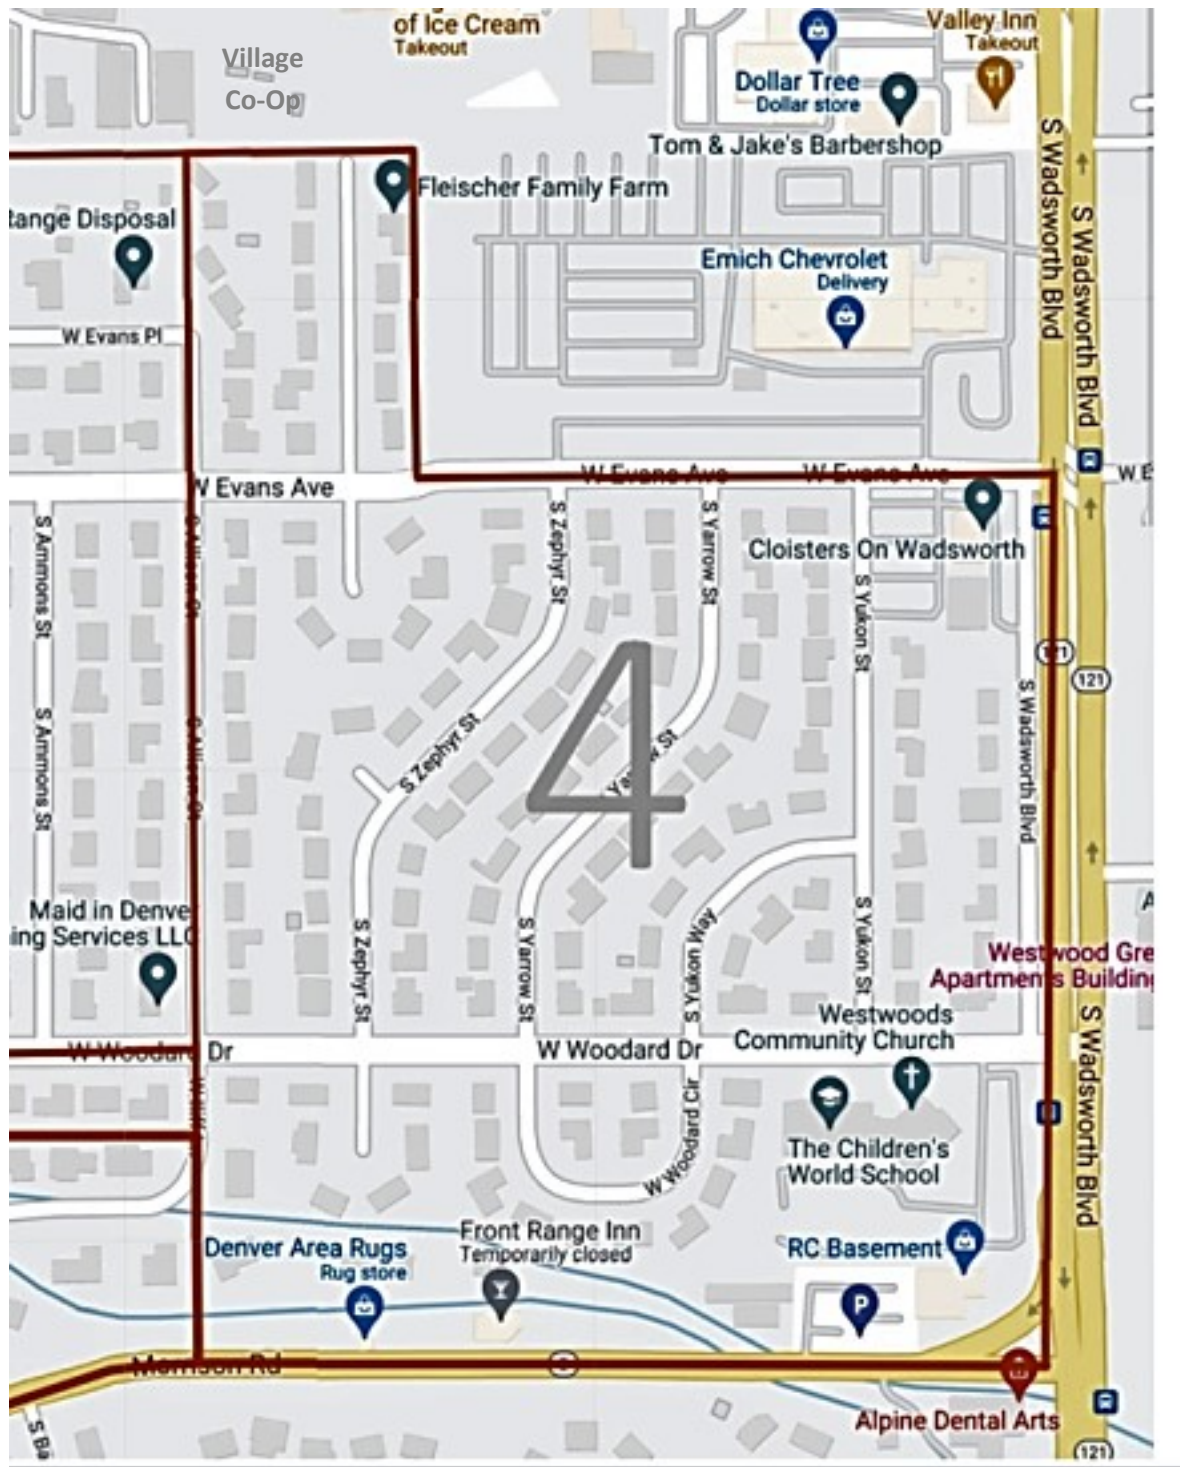 of Ice Cream
Takeout
Village
Co-Op
Valley Inn
Takeout
Dollar Tree
Dollar store
Tom & Jake's Barbershop
S Wadsworth Blvd
S Wadsworth Blvd
Fleischer Family Farm
Range Disposal
Emich Chevrolet
Delivery
W Evans Pl
W Evans Ave
W Evans Ave
W Evans Ave
W E
S Ammons St
S Zephyr St
S Yarrow St
Cloisters On Wadsworth
S Yukon St
4
121
121
S Ammons St
S Zephyr St
S Wadsworth Blvd
Maid in Denve
ing Services LLC
S Zephyr St
S Yarrow St
S Yukon Way
S Yukon St
A
Westwood Gre
Apartments Building
Westwoods
Community Church
W Woodard Dr
W Woodard Dr
S Wadsworth Blvd
W Woodard Cir
The Children's
World School
Front Range Inn
Temporarily closed
Denver Area Rugs
Rug store
RC Basement
P
Morrison Rd
8
Alpine Dental Arts
S Ba
121